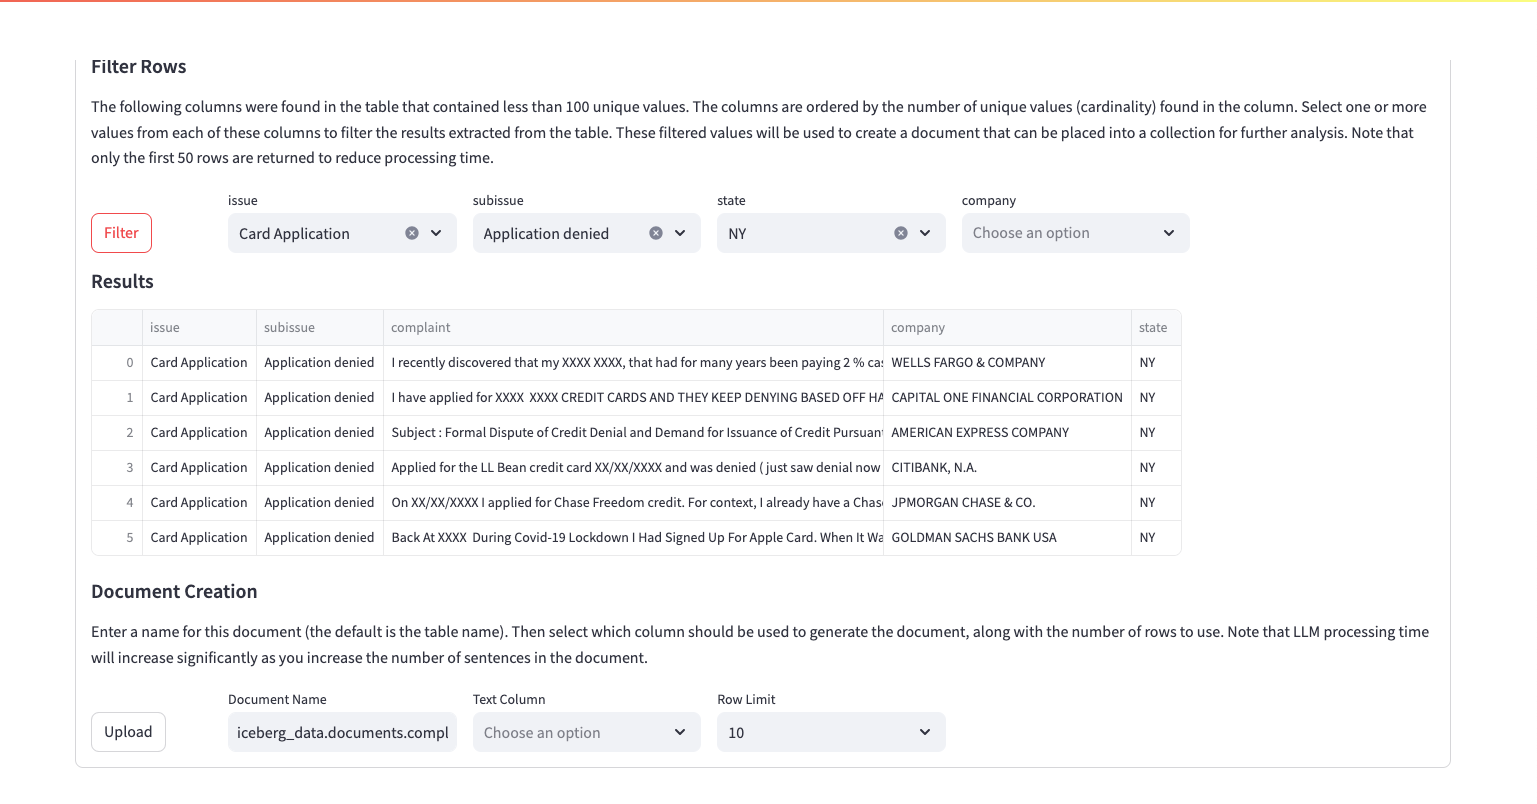 Filter Rows
The following columns were found in the table that contained less than 100 unique values. The columns are ordered by the number of unique values (cardinality) found in the column. Select one or more
values from each of these columns to filter the results extracted from the table. These filtered values will be used to create a document that can be placed into a collection for further analysis. Note that
only the first 50 rows are returned to reduce processing time.
issue subissue state company
Filter Card Application Application denied NY Choose an option
Results
issue subissue complaint company state
0 Card Application Application denied I recently discovered that my XXXX XXXX, that had for many years been paying 2 % cas WELLS FARGO & COMPANY NY
1 Card Application Application denied I have applied for XXXX  XXXX CREDIT CARDS AND THEY KEEP DENYING BASED OFF HA CAPITAL ONE FINANCIAL CORPORATION NY
2 Card Application Application denied Subject : Formal Dispute of Credit Denial and Demand for Issuance of Credit Pursuant AMERICAN EXPRESS COMPANY NY
3 Card Application Application denied Applied for the LL Bean credit card XX/XX/XXXX and was denied ( just saw denial now CITIBANK, N.A. NY
4 Card Application Application denied On XX/XX/XXXX I applied for Chase Freedom credit. For context, I already have a Chase JPMORGAN CHASE & CO. NY
5 Card Application Application denied Back At XXXX  During Covid-19 Lockdown I Had Signed Up For Apple Card. When It Wa GOLDMAN SACHS BANK USA NY
Document Creation
Enter a name for this document (the default is the table name). Then select which column should be used to generate the document, along with the number of rows to use. Note that LLM processing time
will increase significantly as you increase the number of sentences in the document.
Document Name Text Column Row Limit
Upload iceberg_data.documents.compl Choose an option 10